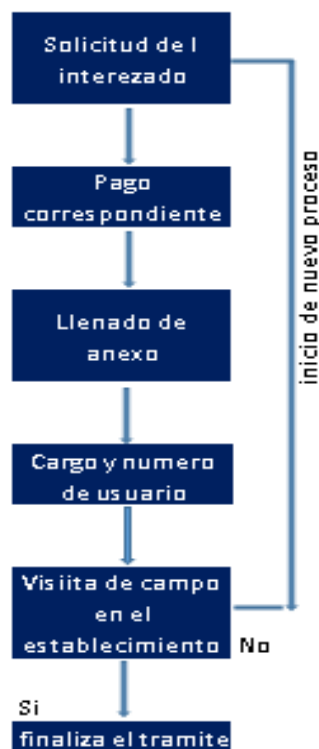 Solicitud de l
interezado
Pago
correspondiente
Llenado de
anexo
Cargo y numero
de usuario
Visiita de campo
en el
establecimiento
No
Si
finaliza el tramite
inicio de nuevo proceso